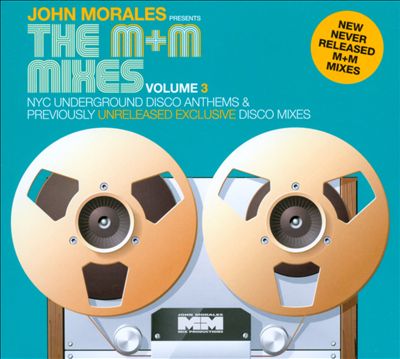 JOHN MORALES PRESENTS
THE M+M
MIXES VOLUME 3
NYC UNDERGROUND DISCO ANTHEMS &
PREVIOUSLY UNRELEASED EXCLUSIVE DISCO MIXES
NEW
NEVER
RELEASED
M+M
MIXES
JOHN MORALES
M+M
MIX PRODUCTIONS